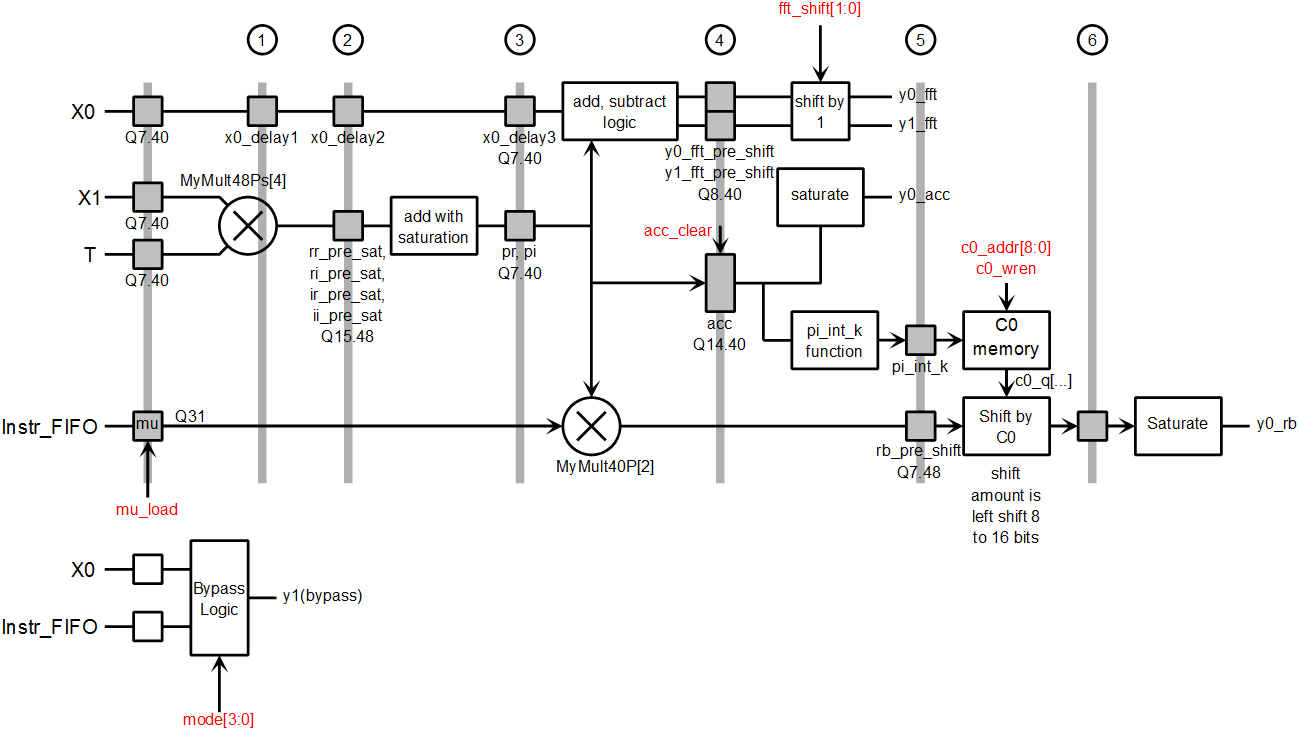 fft_shift[1:0]
1
2
3
4
5
6
X0
Q7.40
x0_delay1
x0_delay2
x0_delay3
Q7.40
add, subtract
logic
y0_fft_pre_shift
y1_fft_pre_shift
Q8.40
shift by
1
y0_fft
y1_fft
MyMult48Ps[4]
X1
Q7.40
T
Q7.40
rr_pre_sat,
ri_pre_sat,
ir_pre_sat,
ii_pre_sat
Q15.48
add with
saturation
pr, pi
Q7.40
saturate
y0_acc
acc_clear
acc
Q14.40
c0_addr[8:0]
c0_wren
pi_int_k
function
pi_int_k
C0
memory
c0_q[...]
Instr_FIFO
mu
Q31
mu_load
MyMult40P[2]
rb_pre_shift
Q7.48
Shift by
C0
shift
amount is
left shift 8
to 16 bits
Saturate
y0_rb
X0
Instr_FIFO
Bypass
Logic
y1(bypass)
mode[3:0]